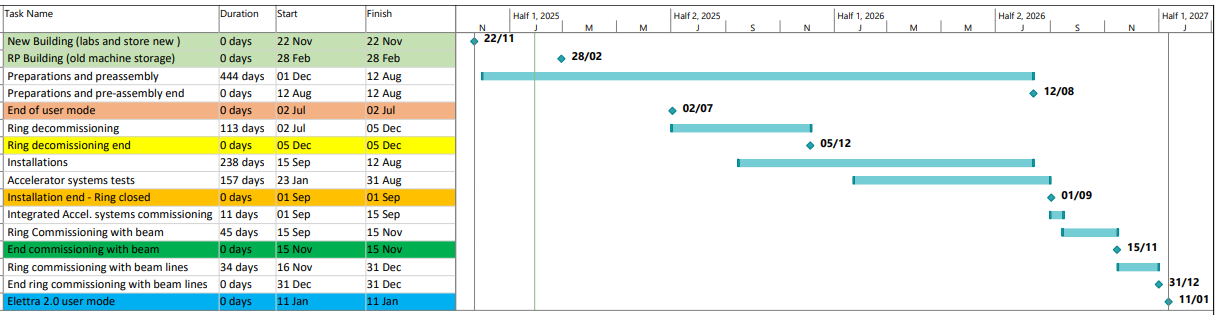 Task Name Duration Start Finish Half 1, 2025 Half 2, 2025 Half 1, 2026 Half 2, 2026 Half 1, 2027
N J M M J S N J M M J S N J
New Building (labs and store new ) 0 days 22 Nov 22 Nov 22/11
RP Building (old machine storage) 0 days 28 Feb 28 Feb 28/02
Preparations and preassembly 444 days 01 Dec 12 Aug
Preparations and pre-assembly end 0 days 12 Aug 12 Aug 12/08
End of user mode 0 days 02 Jul 02 Jul 02/07
Ring decommissioning 113 days 02 Jul 05 Dec
Ring decomissioning end 0 days 05 Dec 05 Dec 05/12
Installations 238 days 15 Sep 12 Aug
Accelerator systems tests 157 days 23 Jan 31 Aug
Installation end - Ring closed 0 days 01 Sep 01 Sep 01/09
Integrated Accel. systems commissioning 11 days 01 Sep 15 Sep
Ring Commissioning with beam 45 days 15 Sep 15 Nov
End commissioning with beam 0 days 15 Nov 15 Nov 15/11
Ring commissioning with beam lines 34 days 16 Nov 31 Dec
End ring commissioning with beam lines 0 days 31 Dec 31 Dec 31/12
Elettra 2.0 user mode 0 days 11 Jan 11 Jan 11/01